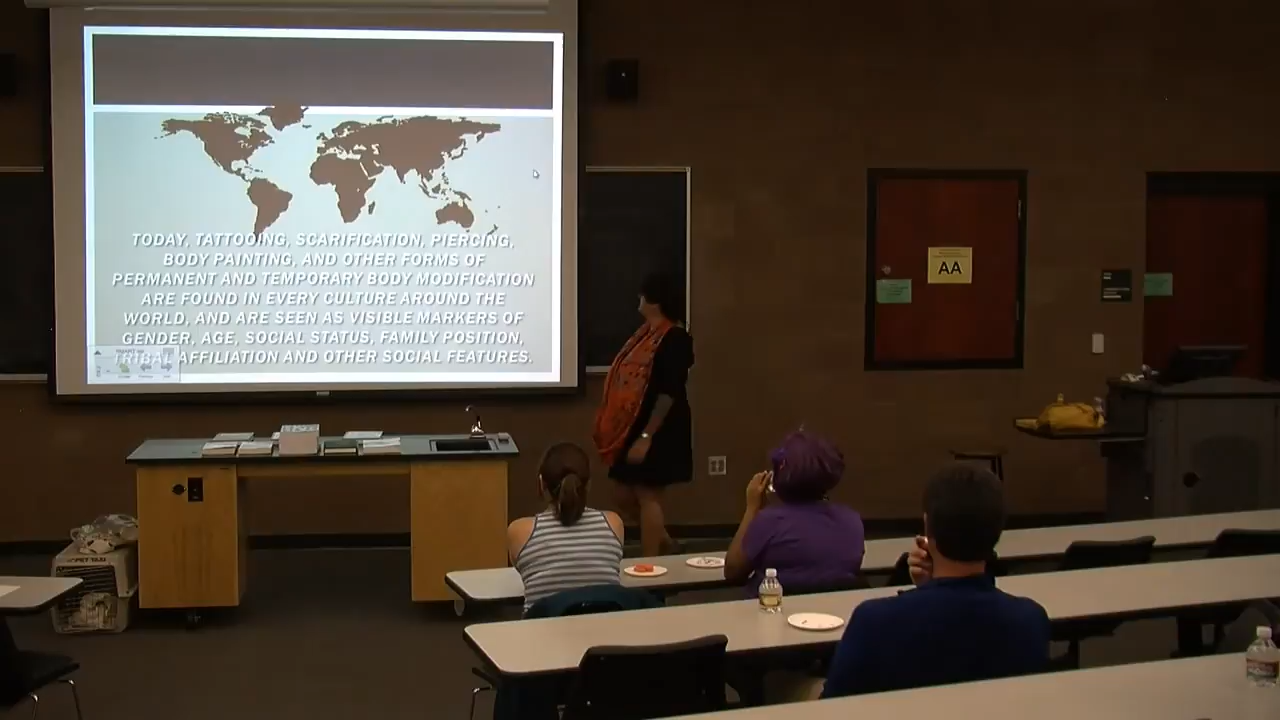 TODAY, TATTOOING, SCARIFICATION, PIERCING,
BODY PAINTING, AND OTHER FORMS OF
PERMANENT AND TEMPORARY BODY MODIFICATION
ARE FOUND IN EVERY CULTURE AROUND THE
WORLD, AND ARE SEEN AS VISIBLE MARKERS OF
GENDER, AGE, SOCIAL STATUS, FAMILY POSITION,
TRIBAL AFFILIATION AND OTHER SOCIAL FEATURES.
AA